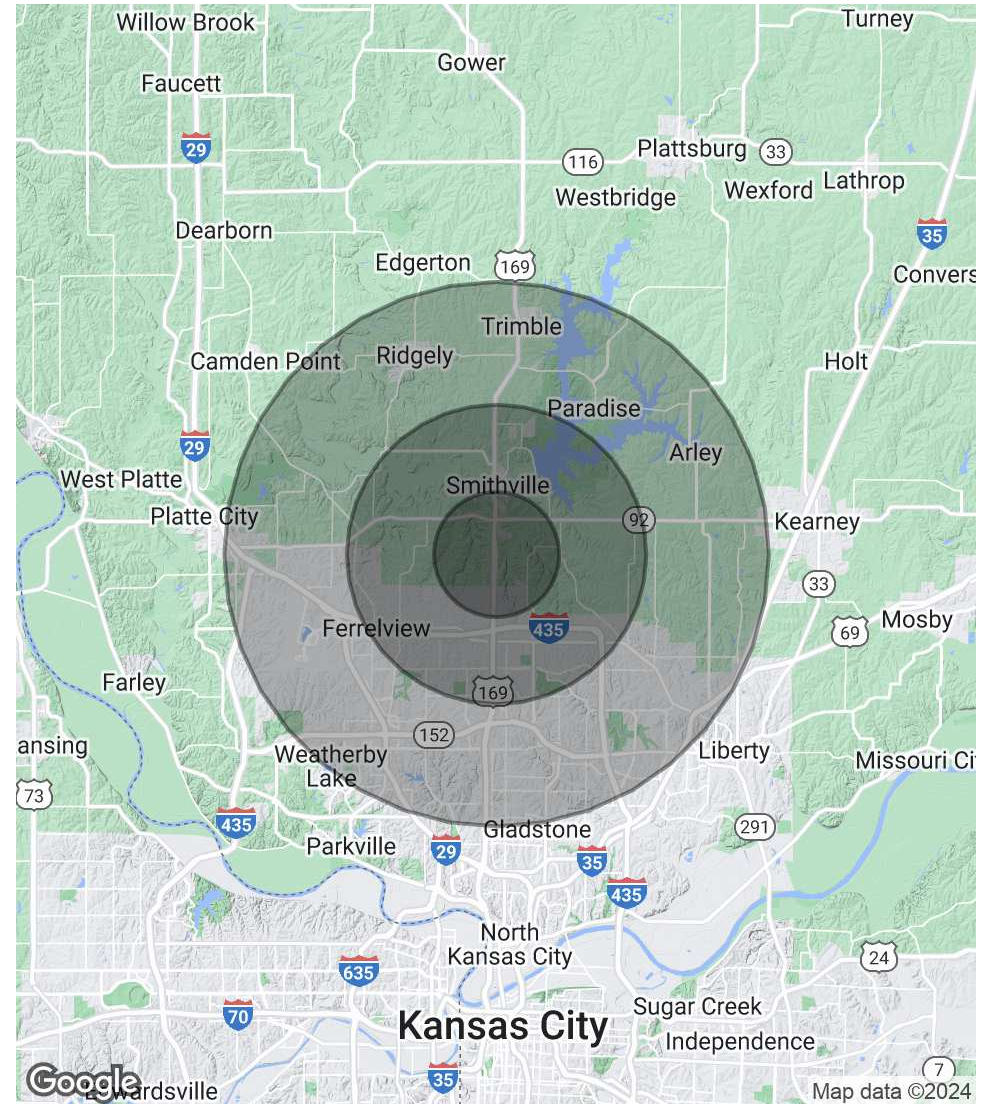 Willow Brook
Turney
Gower
Faucett
29
Plattsburg
33
116
Westbridge
Wexford
Lathrop
Dearborn
35
Edgerton
169
Convers
Trimble
Camden Point
Ridgely
Holt
Paradise
29
Arley
West Platte
Smithville
Platte City
92
Kearney
33
Ferrelview
435
Mosby
69
Farley
169
152
ansing
Weatherby
Lake
Liberty
Missouri Cit
73
435
Gladstone
291
Parkville
29
35
435
North
Kansas City
24
635
Sugar Creek
70
Kansas City
Independence
7
35
Google
Edwardsville
Map data ©2024